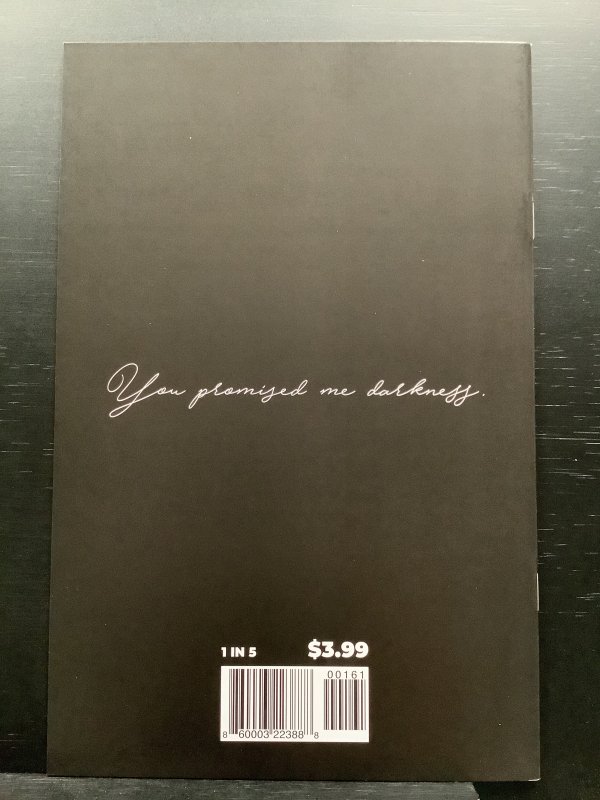 You promised me darkness.
1 IN 5 $3.99
00161
8 60003 22388 8